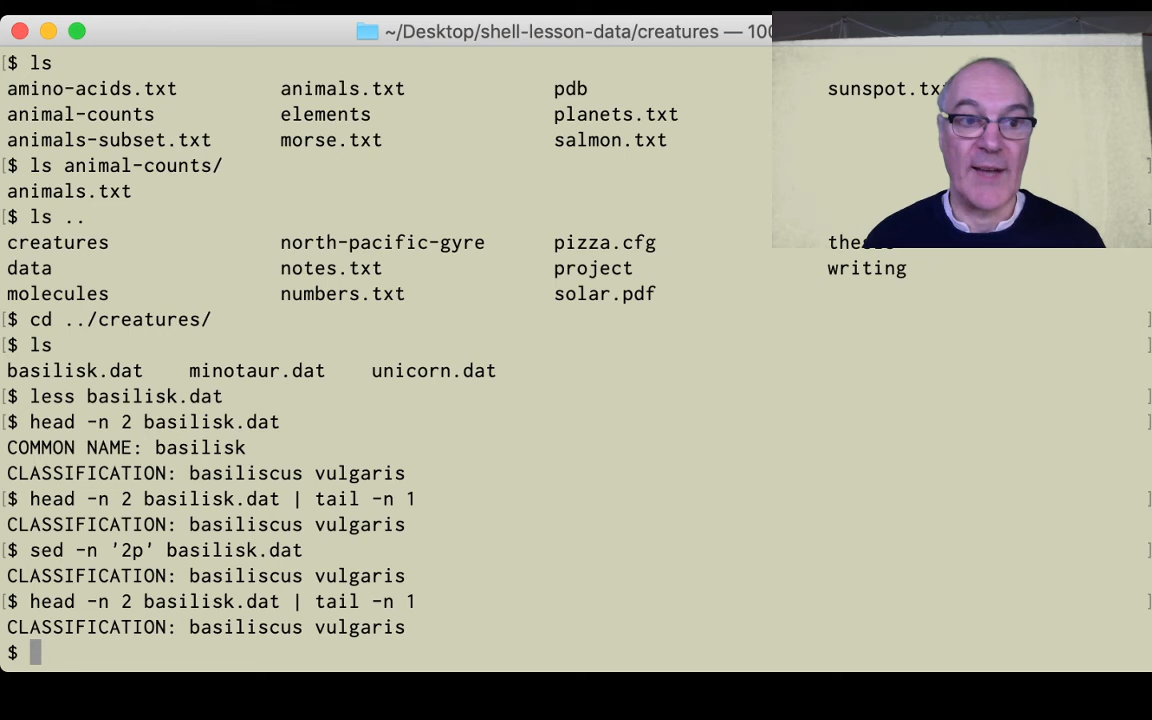 ~/Desktop/shell-lesson-data/creatures — 10
[$ ls
amino-acids.txt animals.txt pdb
animal-counts elements planets.txt
animals-subset.txt morse.txt salmon.txt
[$ ls animal-counts/ ]
animals.txt
[$ ls .. ]
creatures north-pacific-gyre pizza.cfg
data notes.txt project writing
molecules numbers.txt solar.pdf
[$ cd ../creatures/ ]
[$ ls ]
basilisk.dat minotaur.dat unicorn.dat
[$ less basilisk.dat ]
[$ head -n 2 basilisk.dat ]
COMMON NAME: basilisk
CLASSIFICATION: basiliscus vulgaris
[$ head -n 2 basilisk.dat | tail -n 1 ]
CLASSIFICATION: basiliscus vulgaris
[$ sed -n '2p' basilisk.dat ]
CLASSIFICATION: basiliscus vulgaris
[$ head -n 2 basilisk.dat | tail -n 1 ]
CLASSIFICATION: basiliscus vulgaris
$